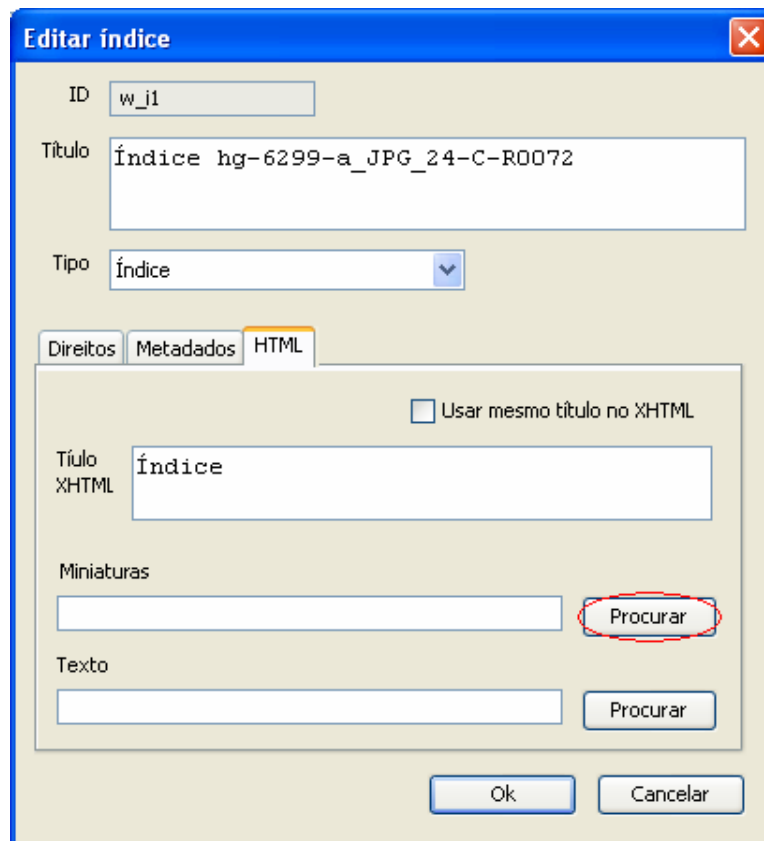 Editar índice
ID
w_i1
Título
Índice hg-6299-a_JPG_24-C-R0072
Tipo
Índice
Direitos Metadados HTML
Usar mesmo título no XHTML
Tíulo
XHTML
Índice
Miniaturas
Procurar
Texto
Procurar
Ok Cancelar